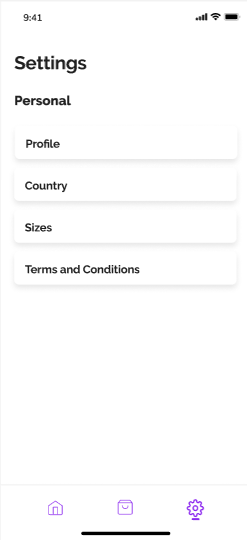 9:41
Settings
Personal
Profile
Country
Sizes
Terms and Conditions